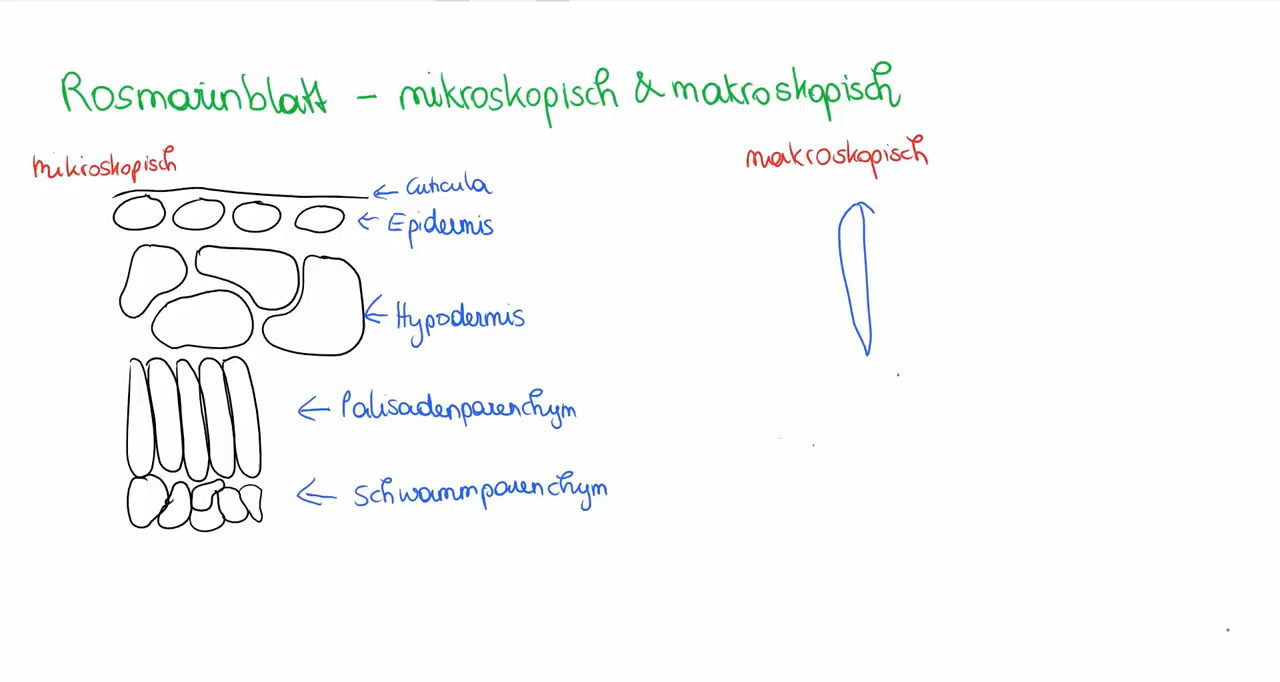 Rosmarinblatt - mikroskopisch & makroskopisch
mikroskopisch
makroskopisch
← Cuticula
← Epidermis
← Hypodermis
← Palisadenparenchym
← Schwammparenchym